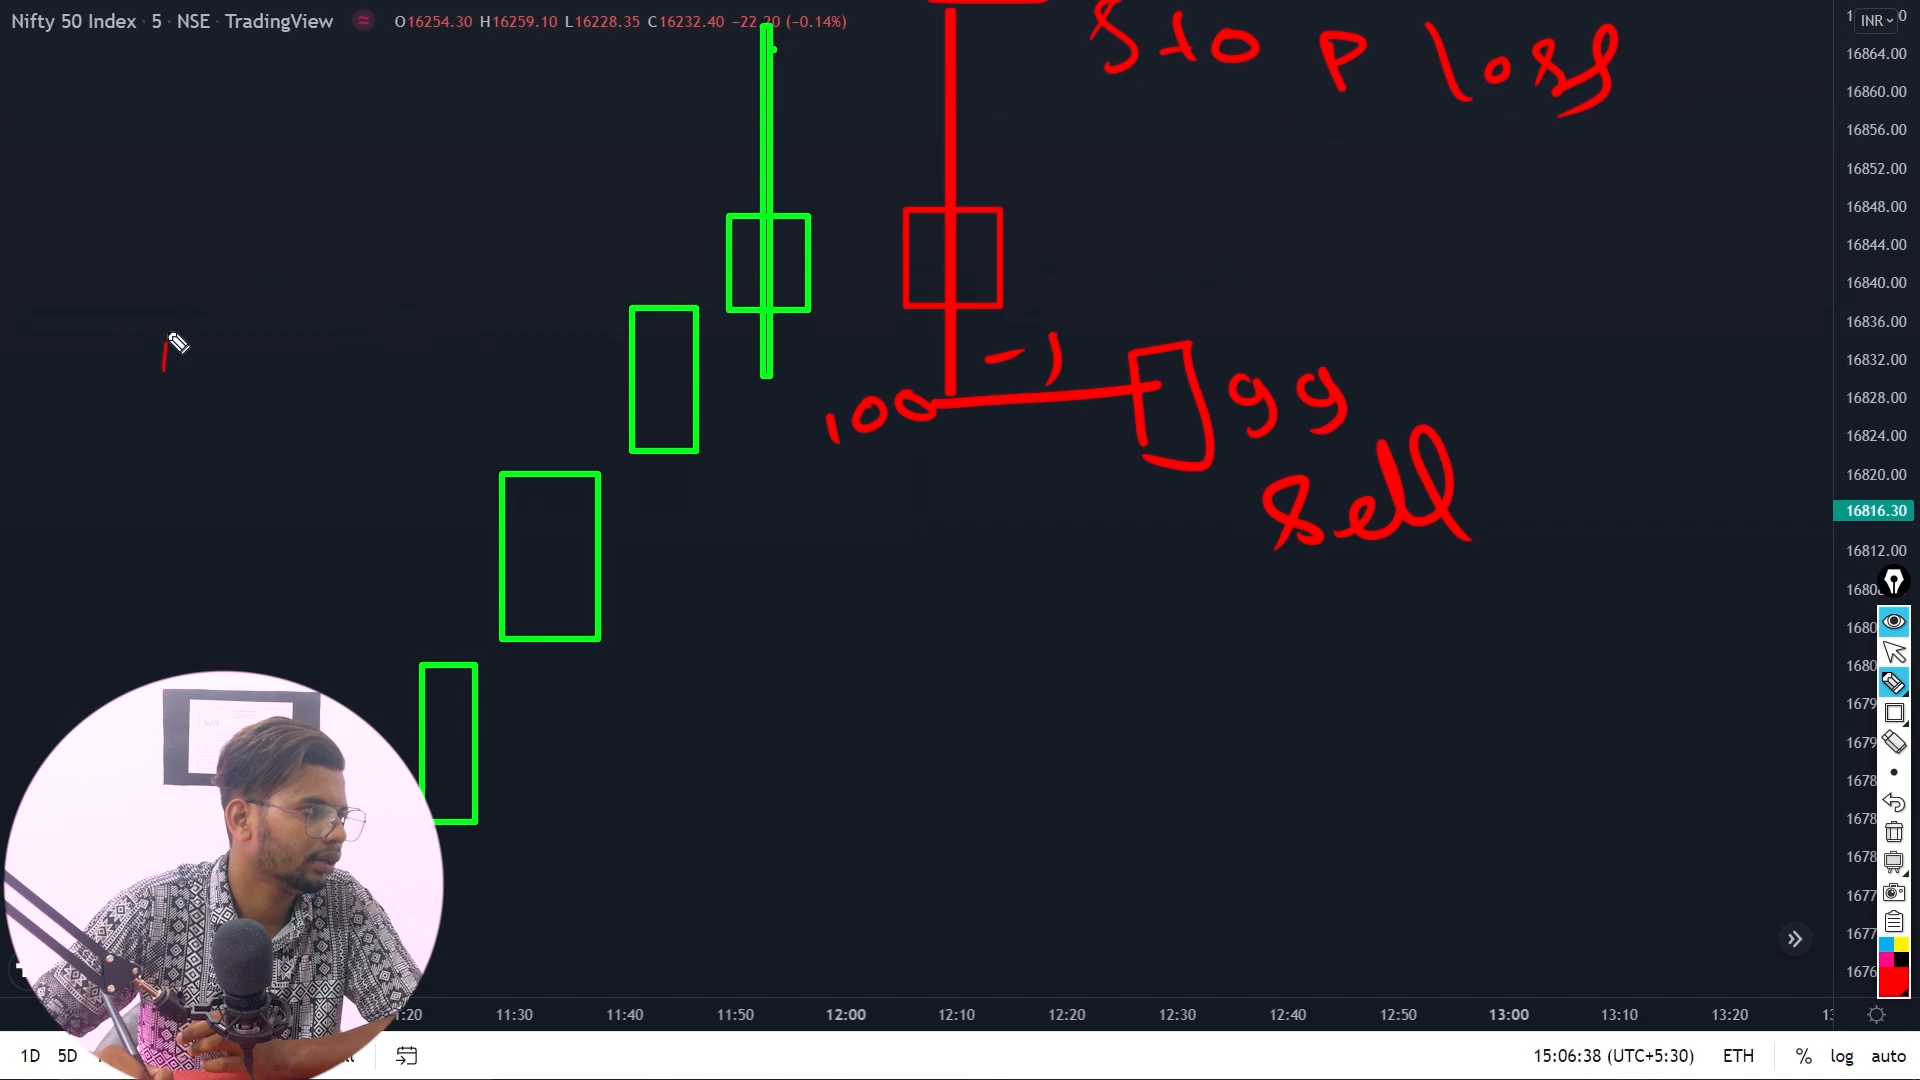 Nifty 50 Index · 5 · NSE · TradingView O16254.30 H16259.10 L16228.35 C16232.40 −22.20 (−0.14%)
INR
Stop loss
16864.00
16860.00
16856.00
16852.00
16848.00
16844.00
16840.00
16836.00
16832.00
16828.00
16824.00
16820.00
16816.30
16812.00
-1
100
99
Sell
11:30 11:40 11:50 12:00 12:10 12:20 12:30 12:40 12:50 13:00 13:10 13:20
1D 5D 15:06:38 (UTC+5:30) ETH % log auto